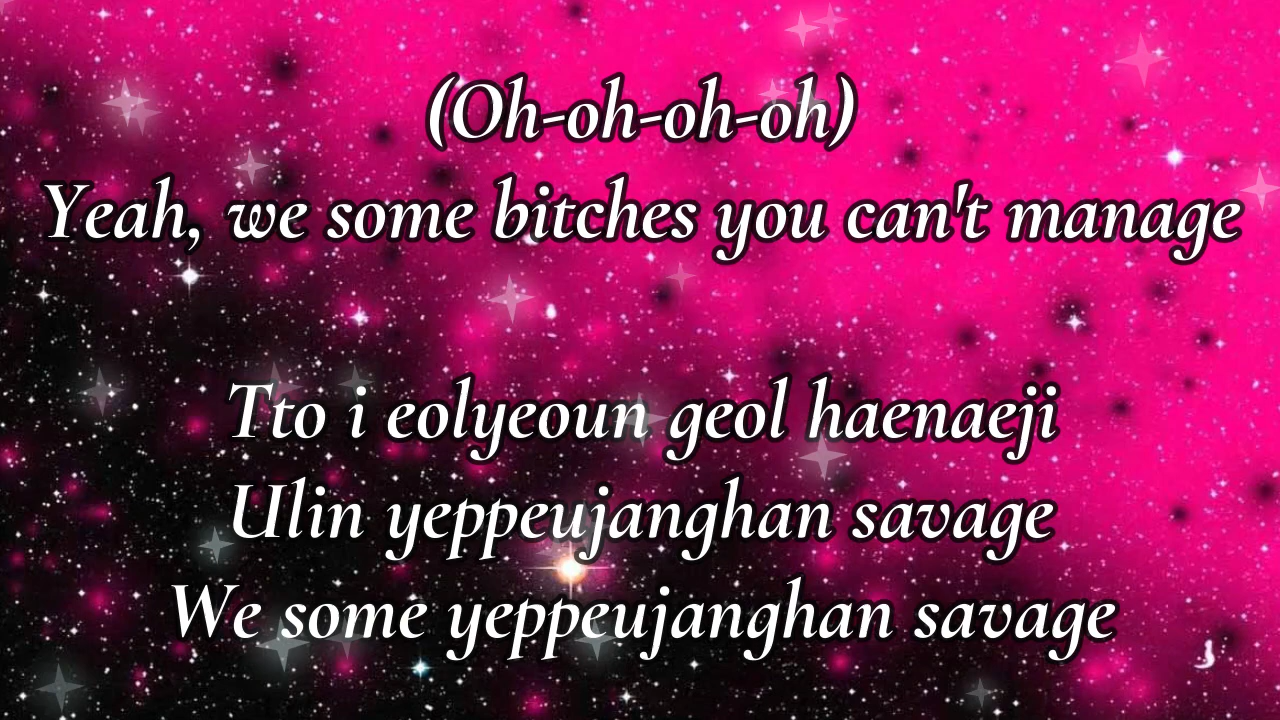 (Oh-oh-oh-oh)
Yeah, we some bitches you can't manage
Tto i eolyeoun geol haenaeji
Ulin yeppeujanghan savage
We some yeppeujanghan savage